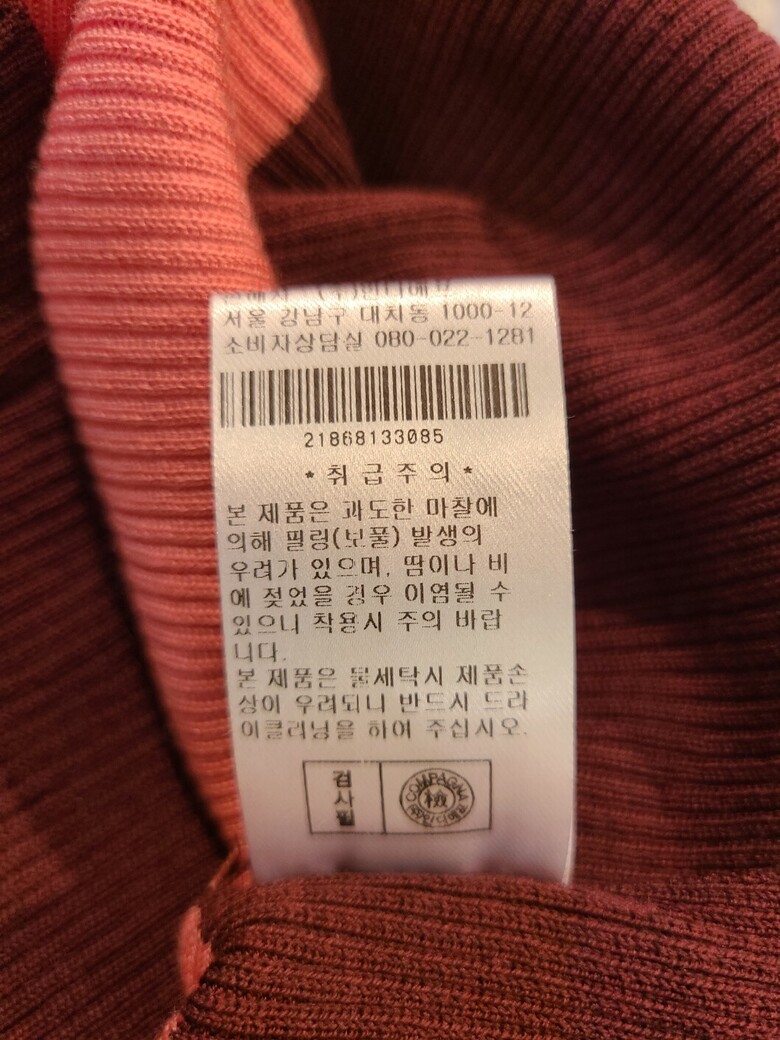 서울 강남구 대치동 1000-12
소비자상담실 080-022-1281
21868133085
*취급주의*
본 제품은 과도한 마찰에
의해 필링(보풀) 발생의
우려가 있으며, 땀이나 비
에 젖었을 경우 이염될 수
있으니 착용시 주의 바랍
니다.
본 제품은 물세탁시 제품손
상이 우려되니 반드시 드라
이클리닝을 하여 주십시오.
검사필
COMPAGNA
檢